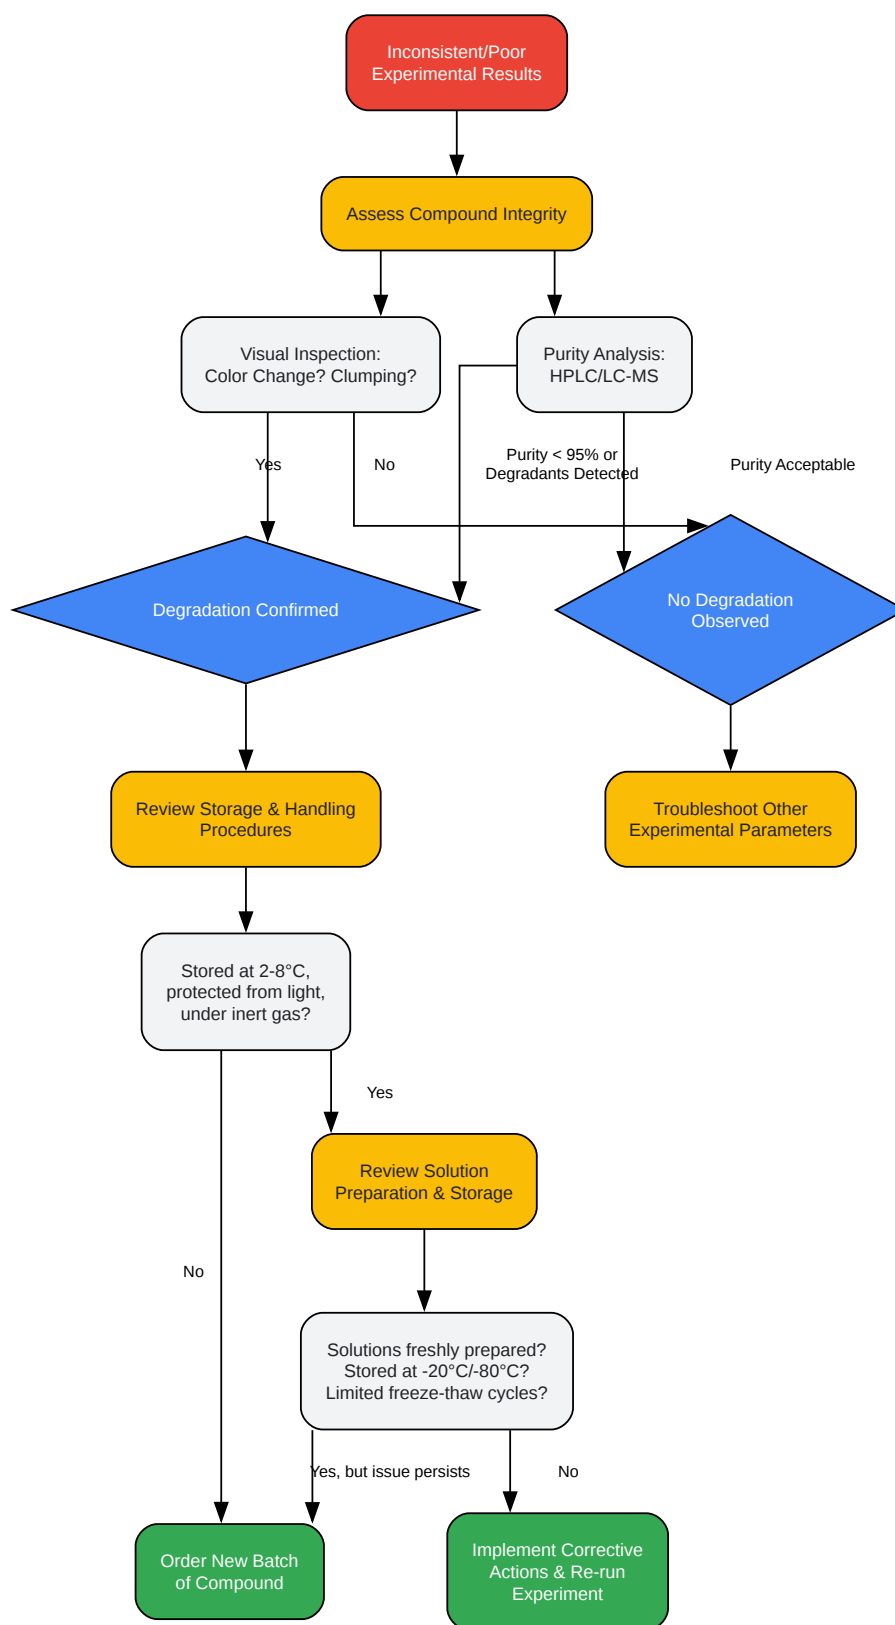 Inconsistent/Poor
Experimental Results
Assess Compound Integrity
Visual Inspection:
Color Change? Clumping?
Purity Analysis:
HPLC/LC-MS
Yes
No
Purity < 95% or
Degradants Detected
Purity Acceptable
Degradation Confirmed
No Degradation
Observed
Review Storage & Handling
Procedures
Troubleshoot Other
Experimental Parameters
Stored at 2-8°C,
protected from light,
under inert gas?
Yes
Review Solution
Preparation & Storage
No
Solutions freshly prepared?
Stored at -20°C/-80°C?
Limited freeze-thaw cycles?
Yes, but issue persists
No
Order New Batch
of Compound
Implement Corrective
Actions & Re-run
Experiment